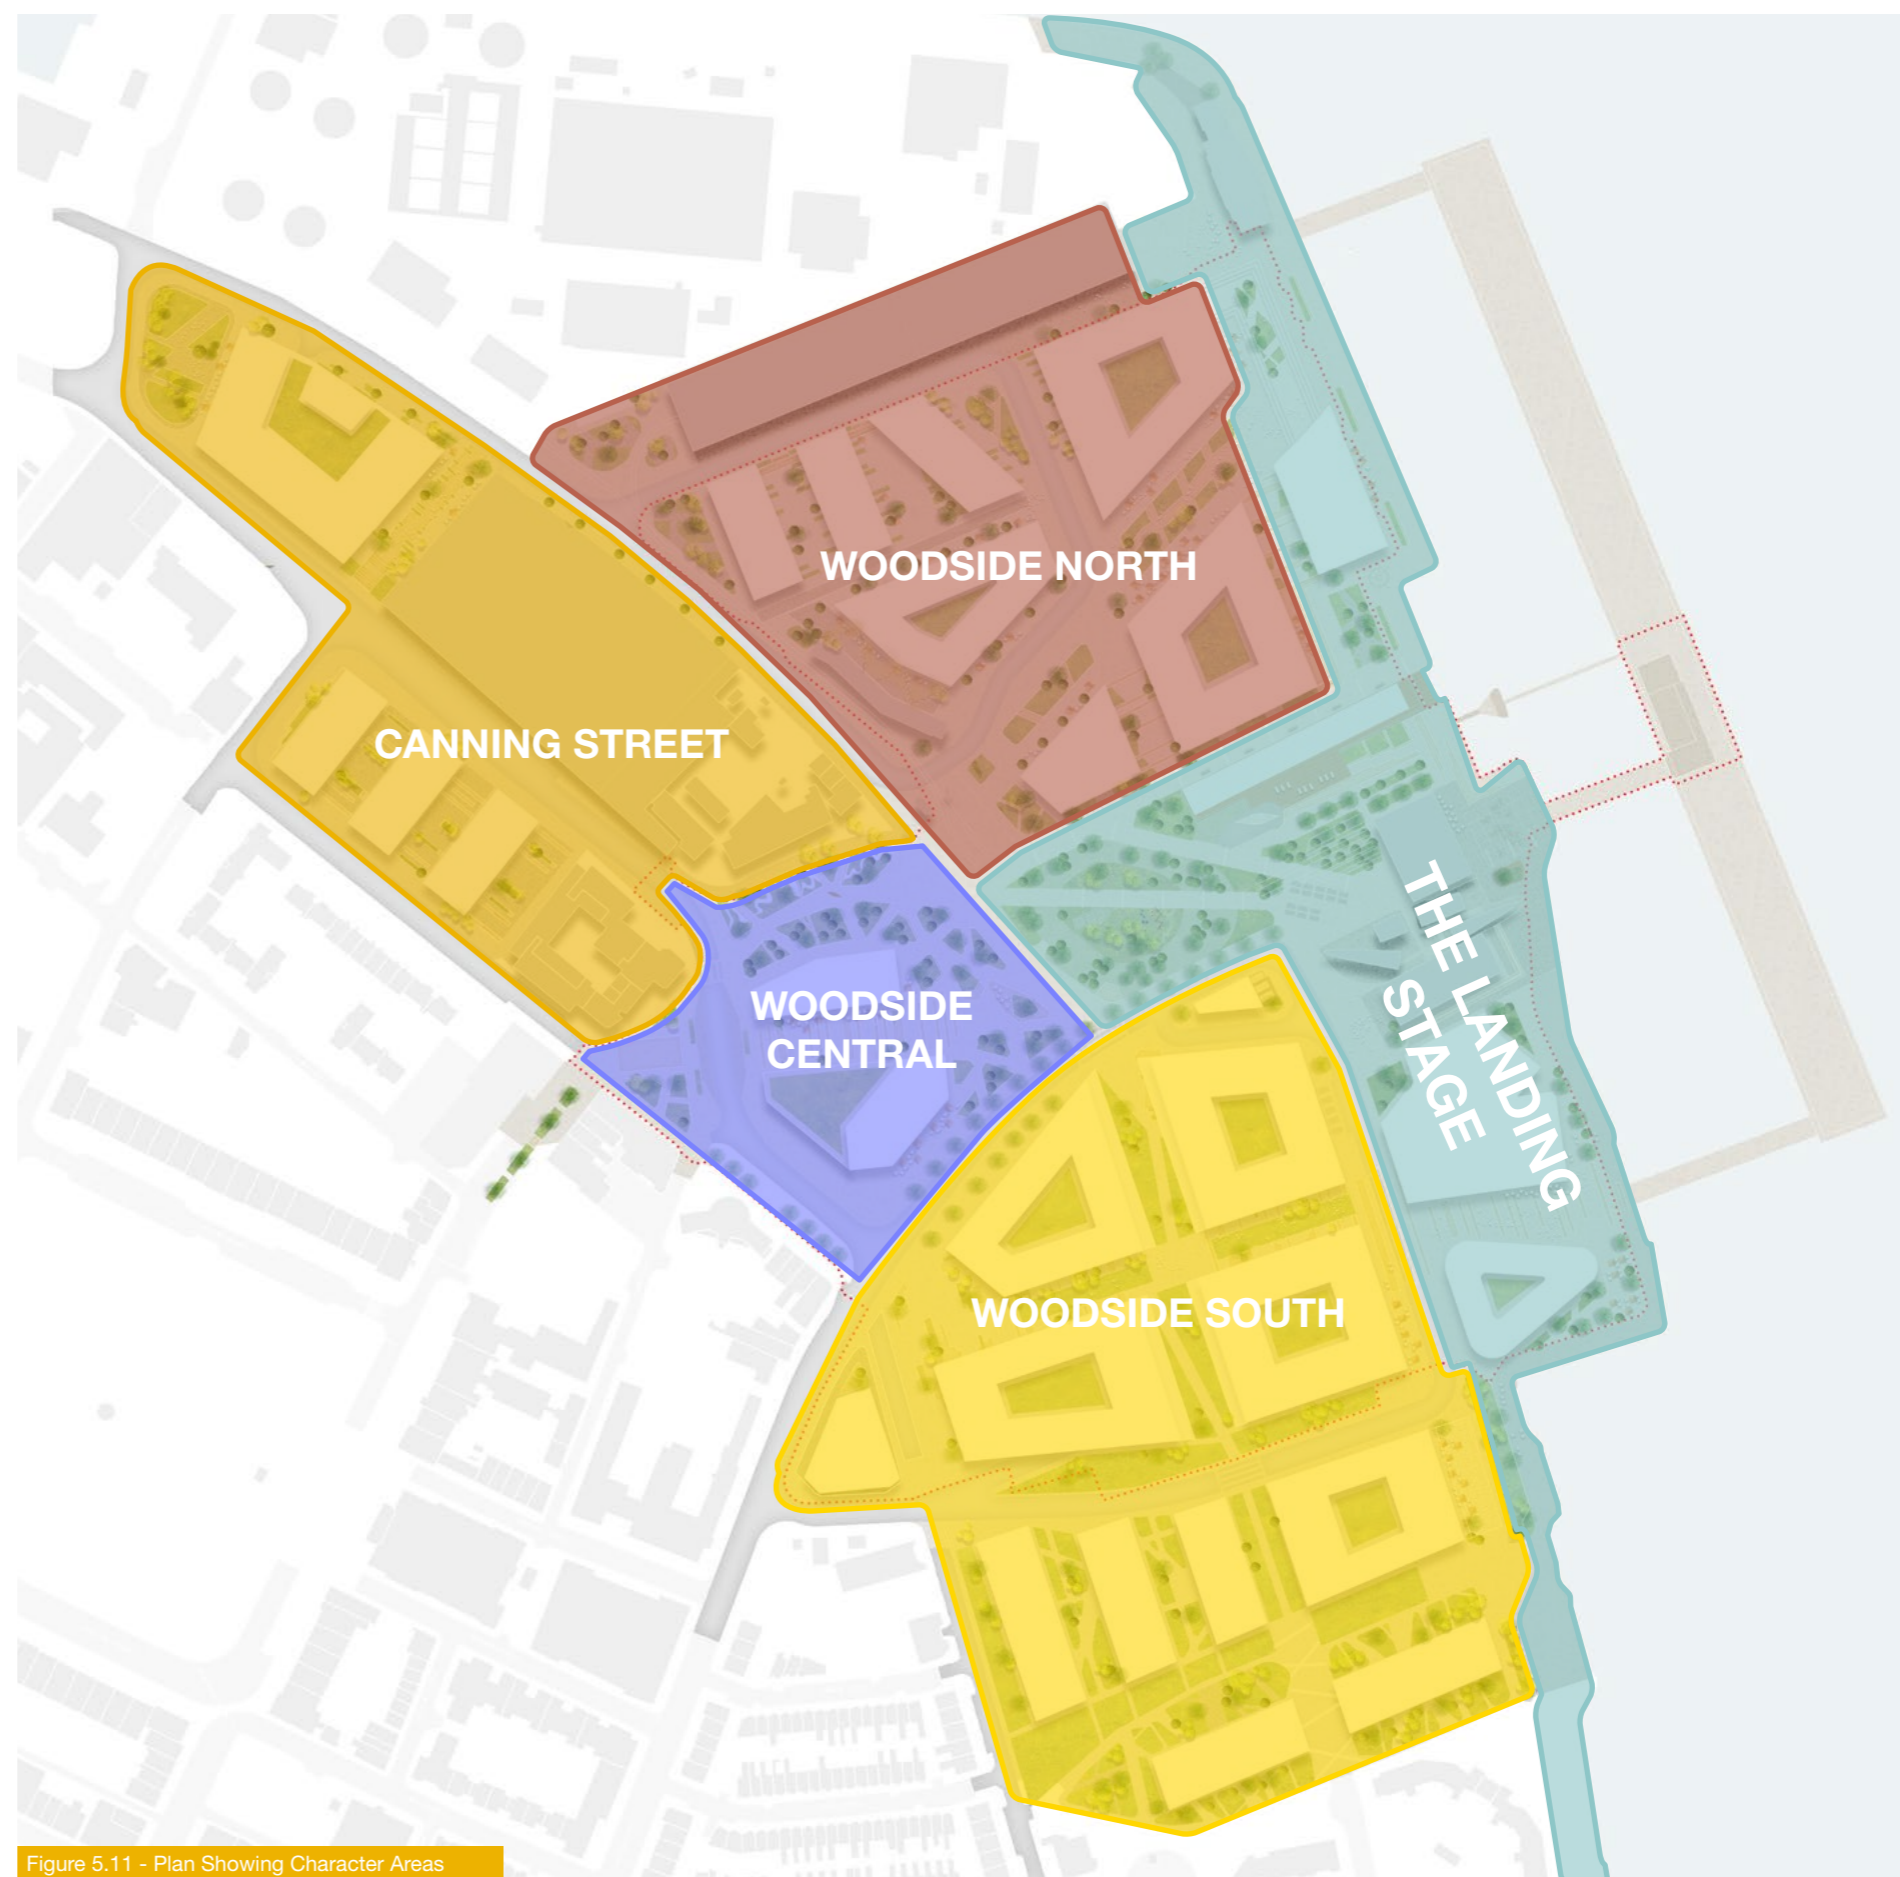 WOODSIDE NORTH
CANNING STREET
WOODSIDE
CENTRAL
THE LANDING
STAGE
WOODSIDE SOUTH
Figure 5.11 - Plan Showing Character Areas